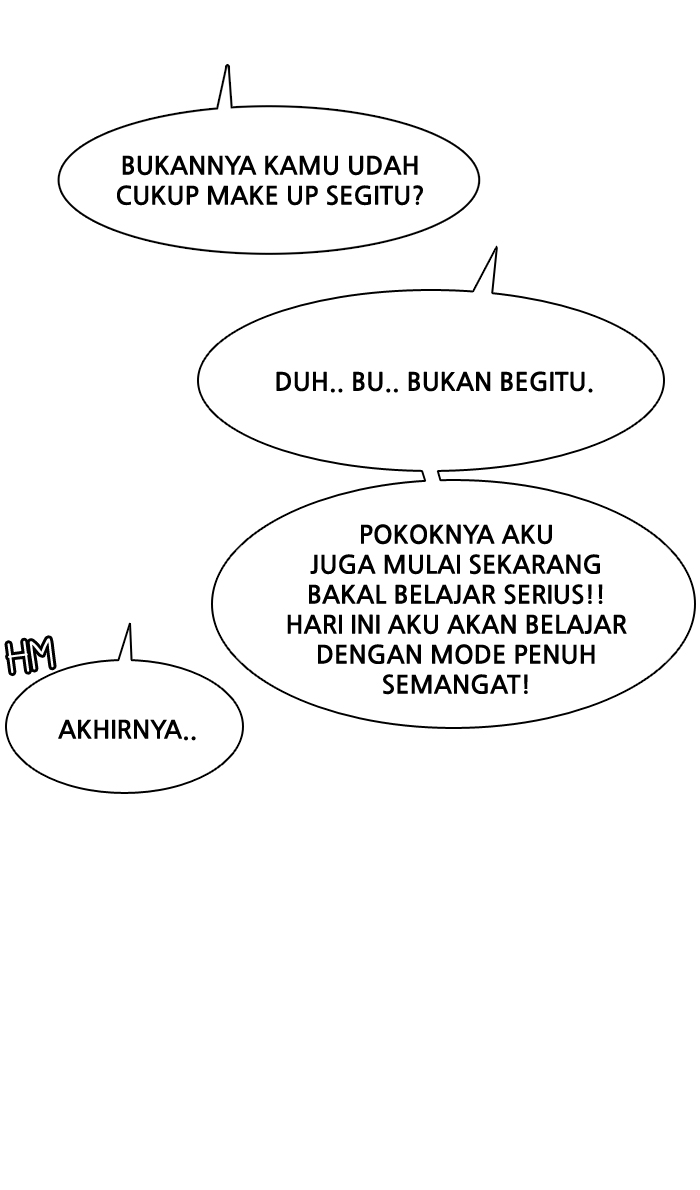 BUKANNYA KAMU UDAH
CUKUP MAKE UP SEGITU?
DUH.. BU.. BUKAN BEGITU.
POKOKNYA AKU
JUGA MULAI SEKARANG
BAKAL BELAJAR SERIUS!!
HARI INI AKU AKAN BELAJAR
DENGAN MODE PENUH
SEMANGAT!
HM
AKHIRNYA..